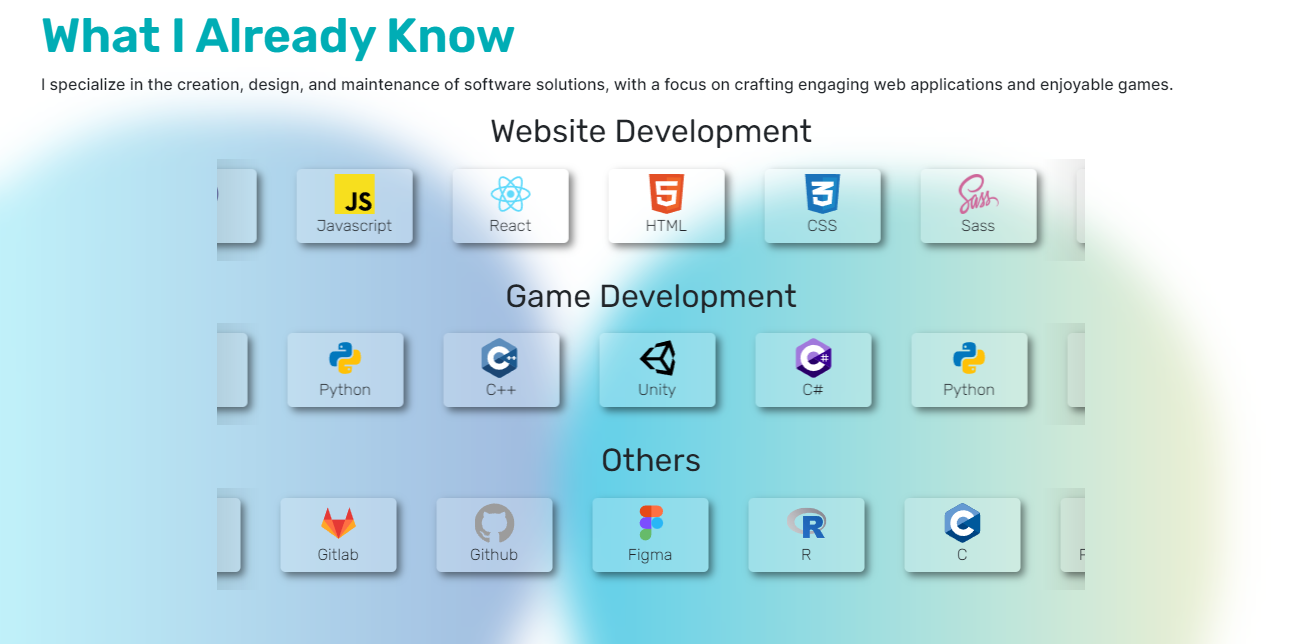 What I Already Know
I specialize in the creation, design, and maintenance of software solutions, with a focus on crafting engaging web applications and enjoyable games.
Website Development
JS
5
3
Sass
Javascript React HTML CSS Sass
Game Development
C++
C#
Python C++ Unity C# Python
Others
R
C
Gitlab Github Figma R C